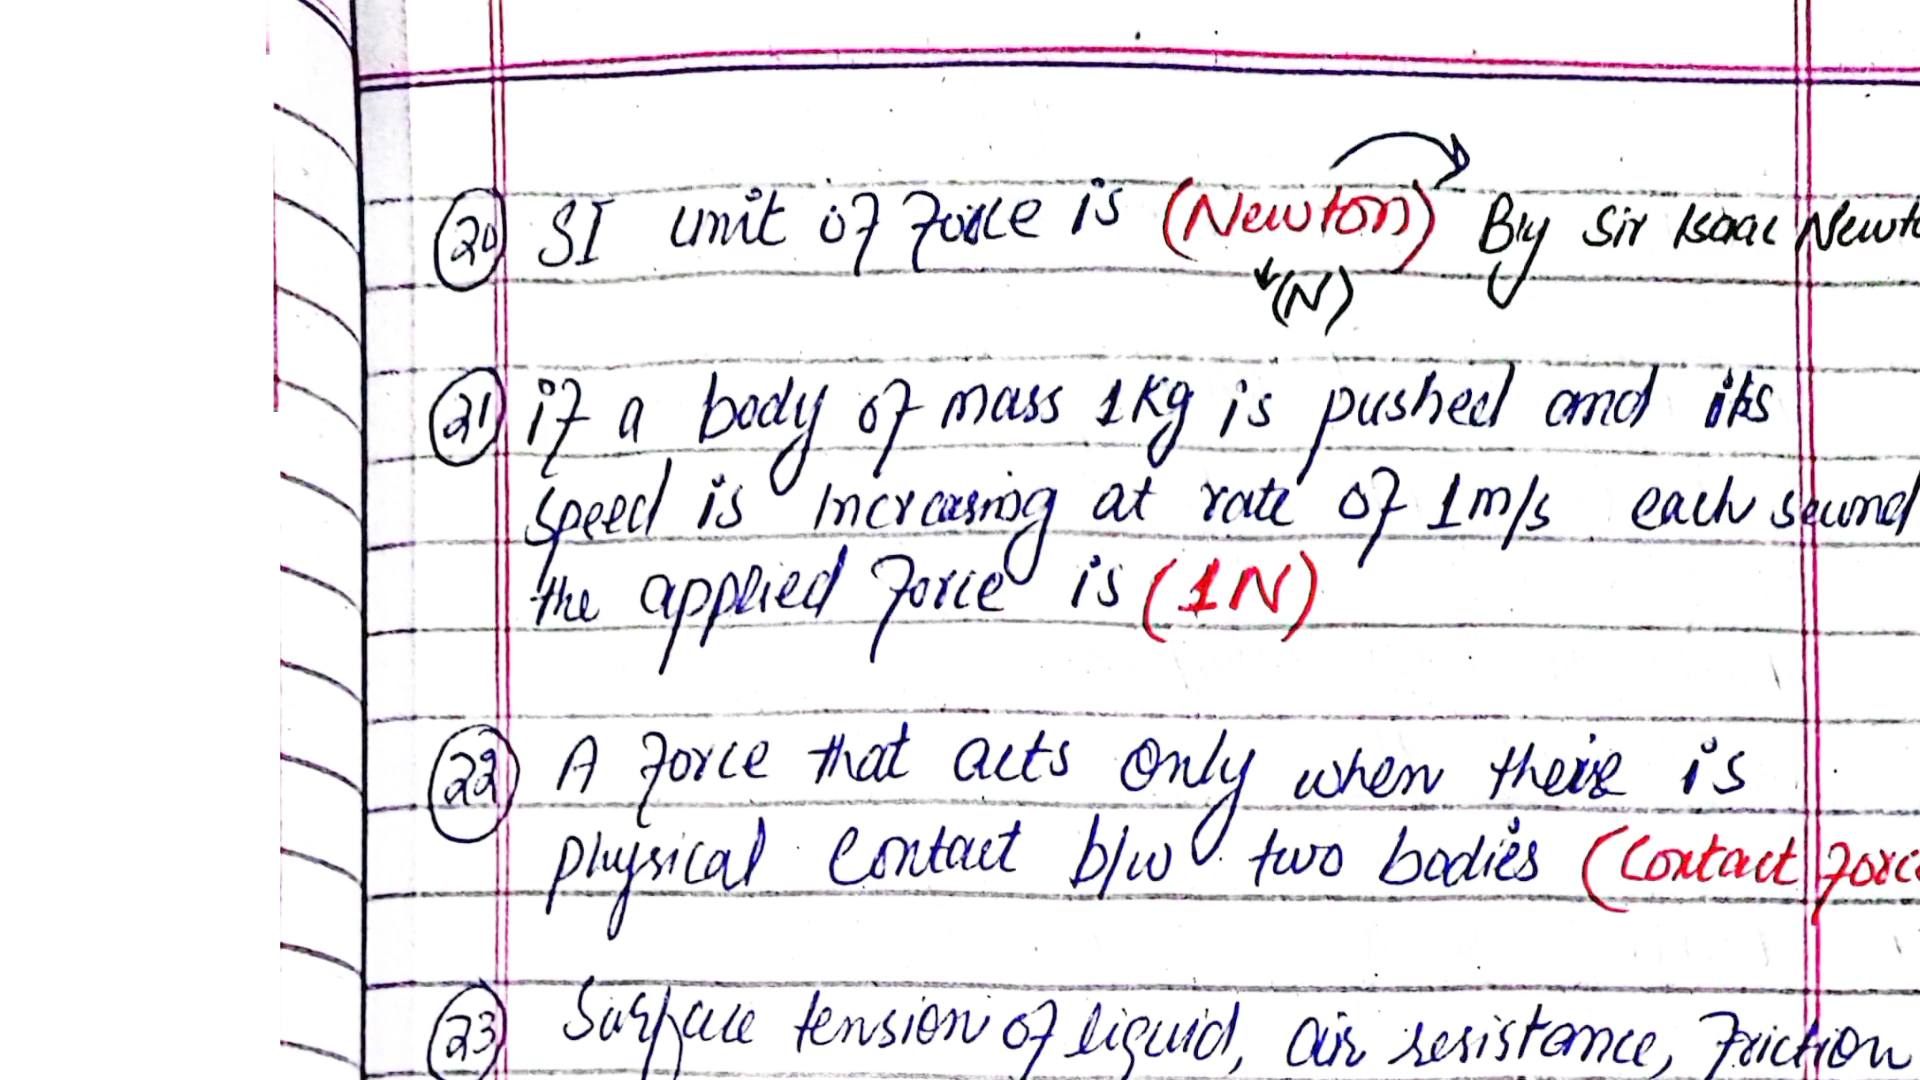 20 SI unit of force is (Newton) By Sir Isaac Newto
(N)
21 if a body of mass 1Kg is pushed and its
speed is increasing at rate of 1m/s each second
the applied force is (1N)
22 A force that acts only when there is
physical contact b/w two bodies (Contact forc
23 Surface tension of liquid, air resistance, friction